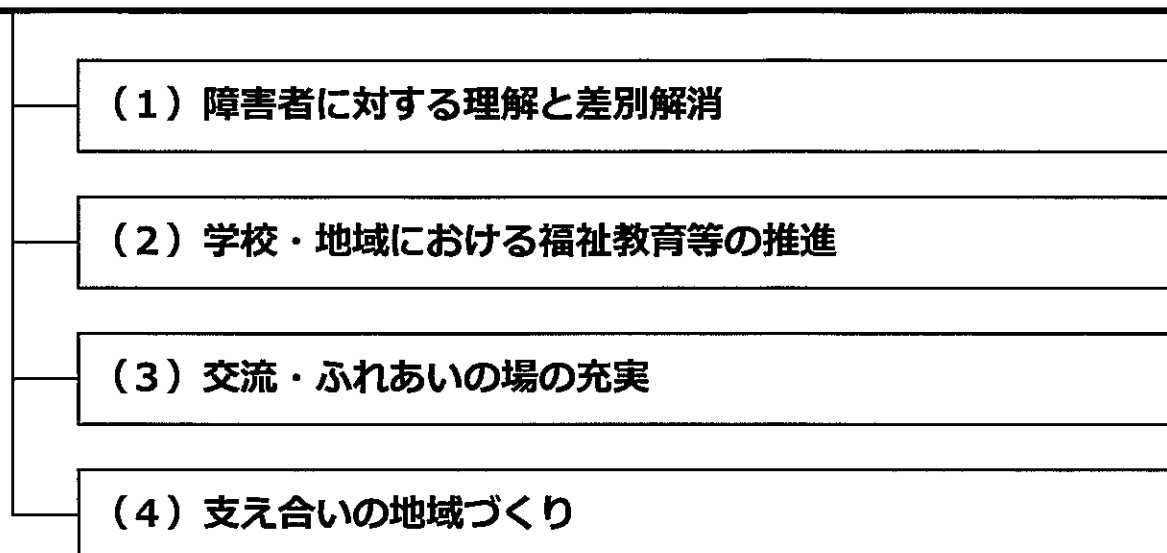 （1）障害者に対する理解と差別解消
（2）学校・地域における福祉教育等の推進
（3）交流・ふれあいの場の充実
（4）支え合いの地域づくり